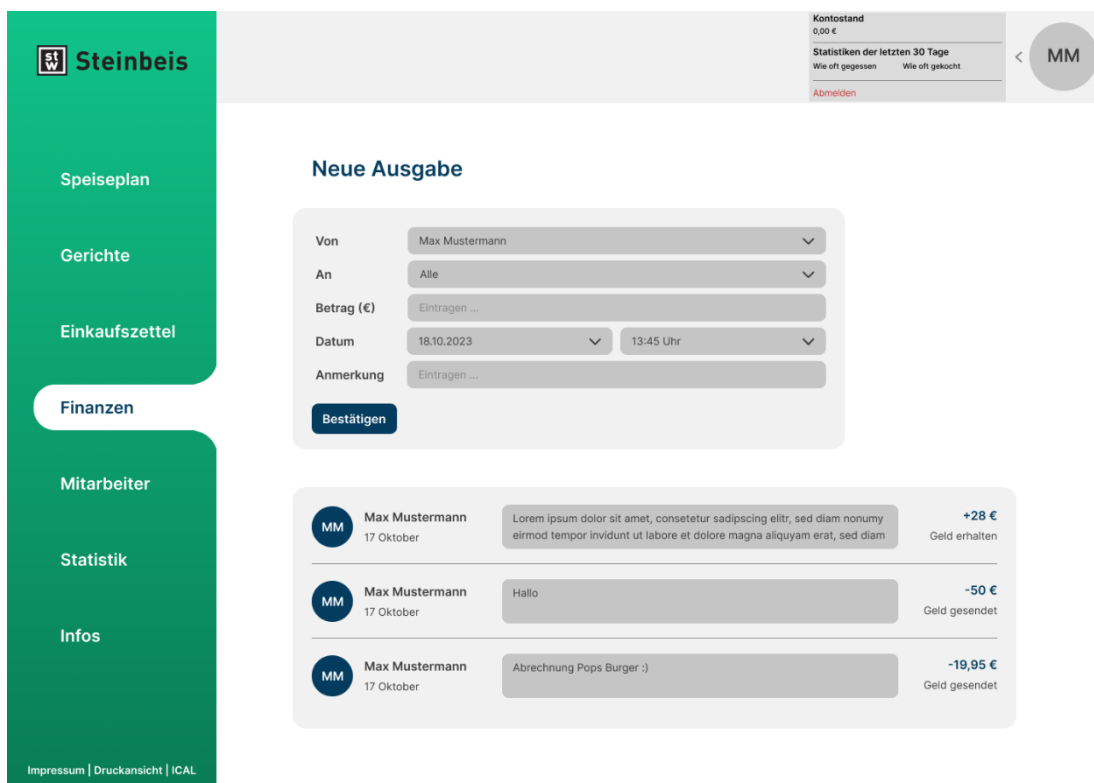 stw Steinbeis
Kontostand
0,00 €
Statistiken der letzten 30 Tage
Wie oft gegessen Wie oft gekocht
Abmelden
< MM
Speiseplan
Gerichte
Einkaufszettel
Finanzen
Mitarbeiter
Statistik
Infos
Impressum | Druckansicht | ICAL
Neue Ausgabe
Von Max Mustermann
An Alle
Betrag (€) Eintragen ...
Datum 18.10.2023 13:45 Uhr
Anmerkung Eintragen ...
Bestätigen
MM Max Mustermann
17 Oktober
Lorem ipsum dolor sit amet, consetetur sadipscing elitr, sed diam nonumy
eirmod tempor invidunt ut labore et dolore magna aliquyam erat, sed diam
+28 €
Geld erhalten
MM Max Mustermann
17 Oktober
Hallo
-50 €
Geld gesendet
MM Max Mustermann
17 Oktober
Abrechnung Pops Burger :)
-19,95 €
Geld gesendet